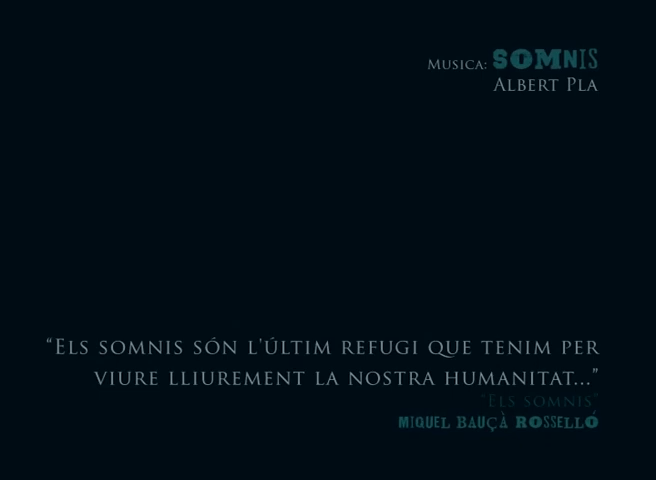 Musica: SOMNIS
Albert Pla
“Els somnis són l'últim refugi que tenim per
viure lliurement la nostra humanitat...”
“Els somnis”
Miquel Bauçà Rosselló